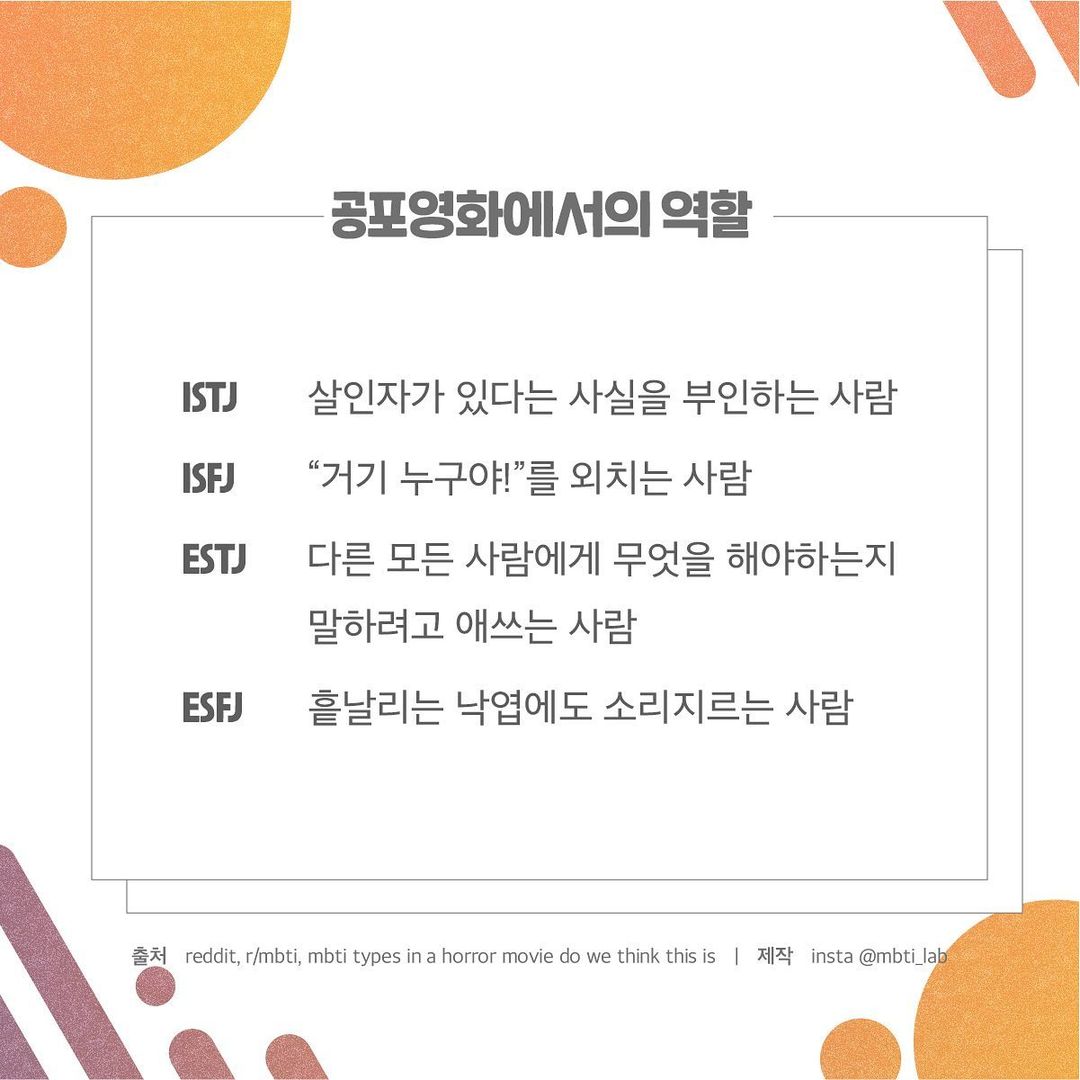 공포영화에서의 역할
ISTJ 살인자가 있다는 사실을 부인하는 사람
ISFJ “거기 누구야!”를 외치는 사람
ESTJ 다른 모든 사람에게 무엇을 해야하는지
말하려고 애쓰는 사람
ESFJ 흩날리는 낙엽에도 소리지르는 사람
출처 reddit, r/mbti, mbti types in a horror movie do we think this is | 제작 insta @mbti_lab